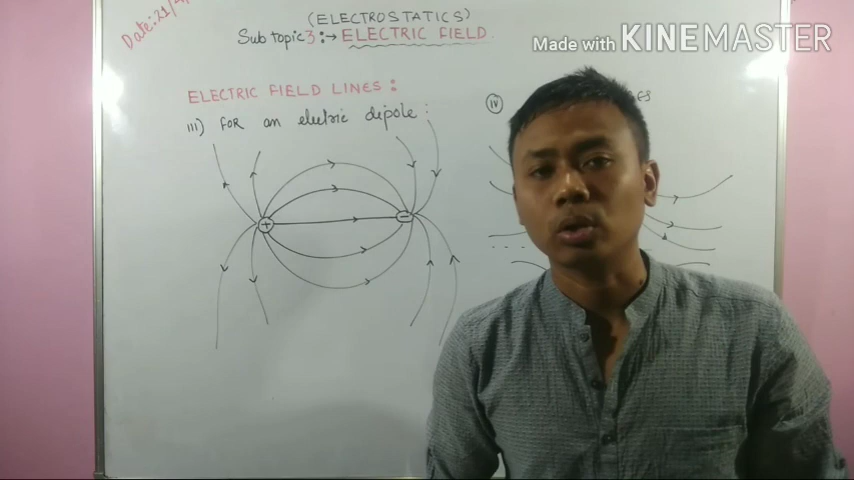 (ELECTROSTATICS)
Date: 21/
Sub topic 3 :→ ELECTRIC FIELD.
Made with KINEMASTER
ELECTRIC FIELD LINES :
iii) FOR an electric dipole :
iv
+
-